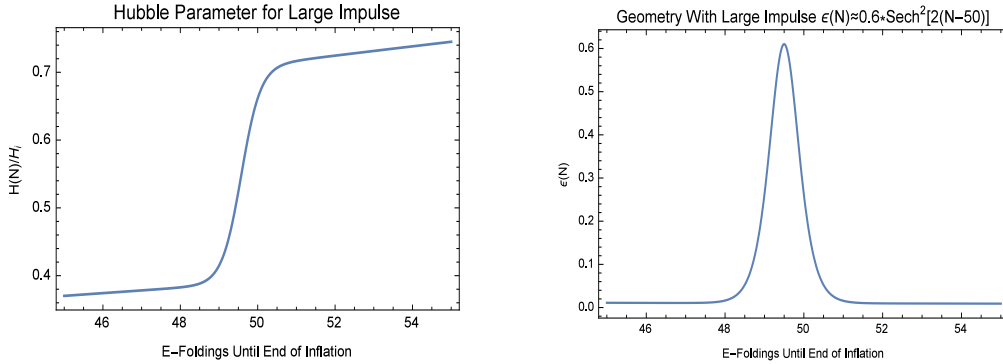 Hubble Parameter for Large Impulse
H(N)/Hᵢ
0.7
0.6
0.5
0.4
46 48 50 52 54
E-Foldings Until End of Inflation
Geometry With Large Impulse ϵ(N)≈0.6*Sech²[2(N-50)]
ϵ(N)
0.6
0.5
0.4
0.3
0.2
0.1
0.0
46 48 50 52 54
E-Foldings Until End of Inflation